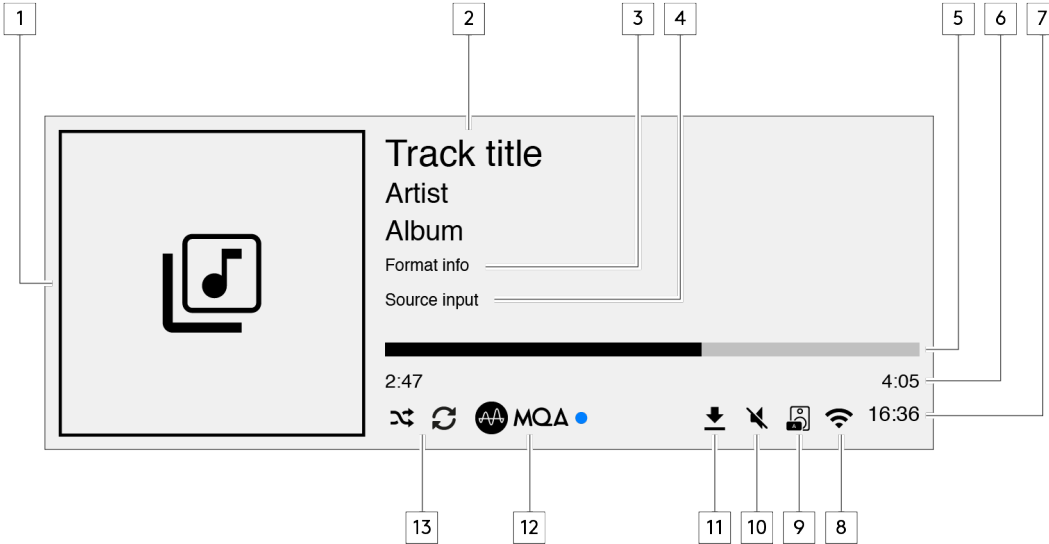 1 2 3 4 5 6 7
Track title
Artist
Album
Format info
Source input
2:47 4:05
MQA 16:36
A
13 12 11 10 9 8